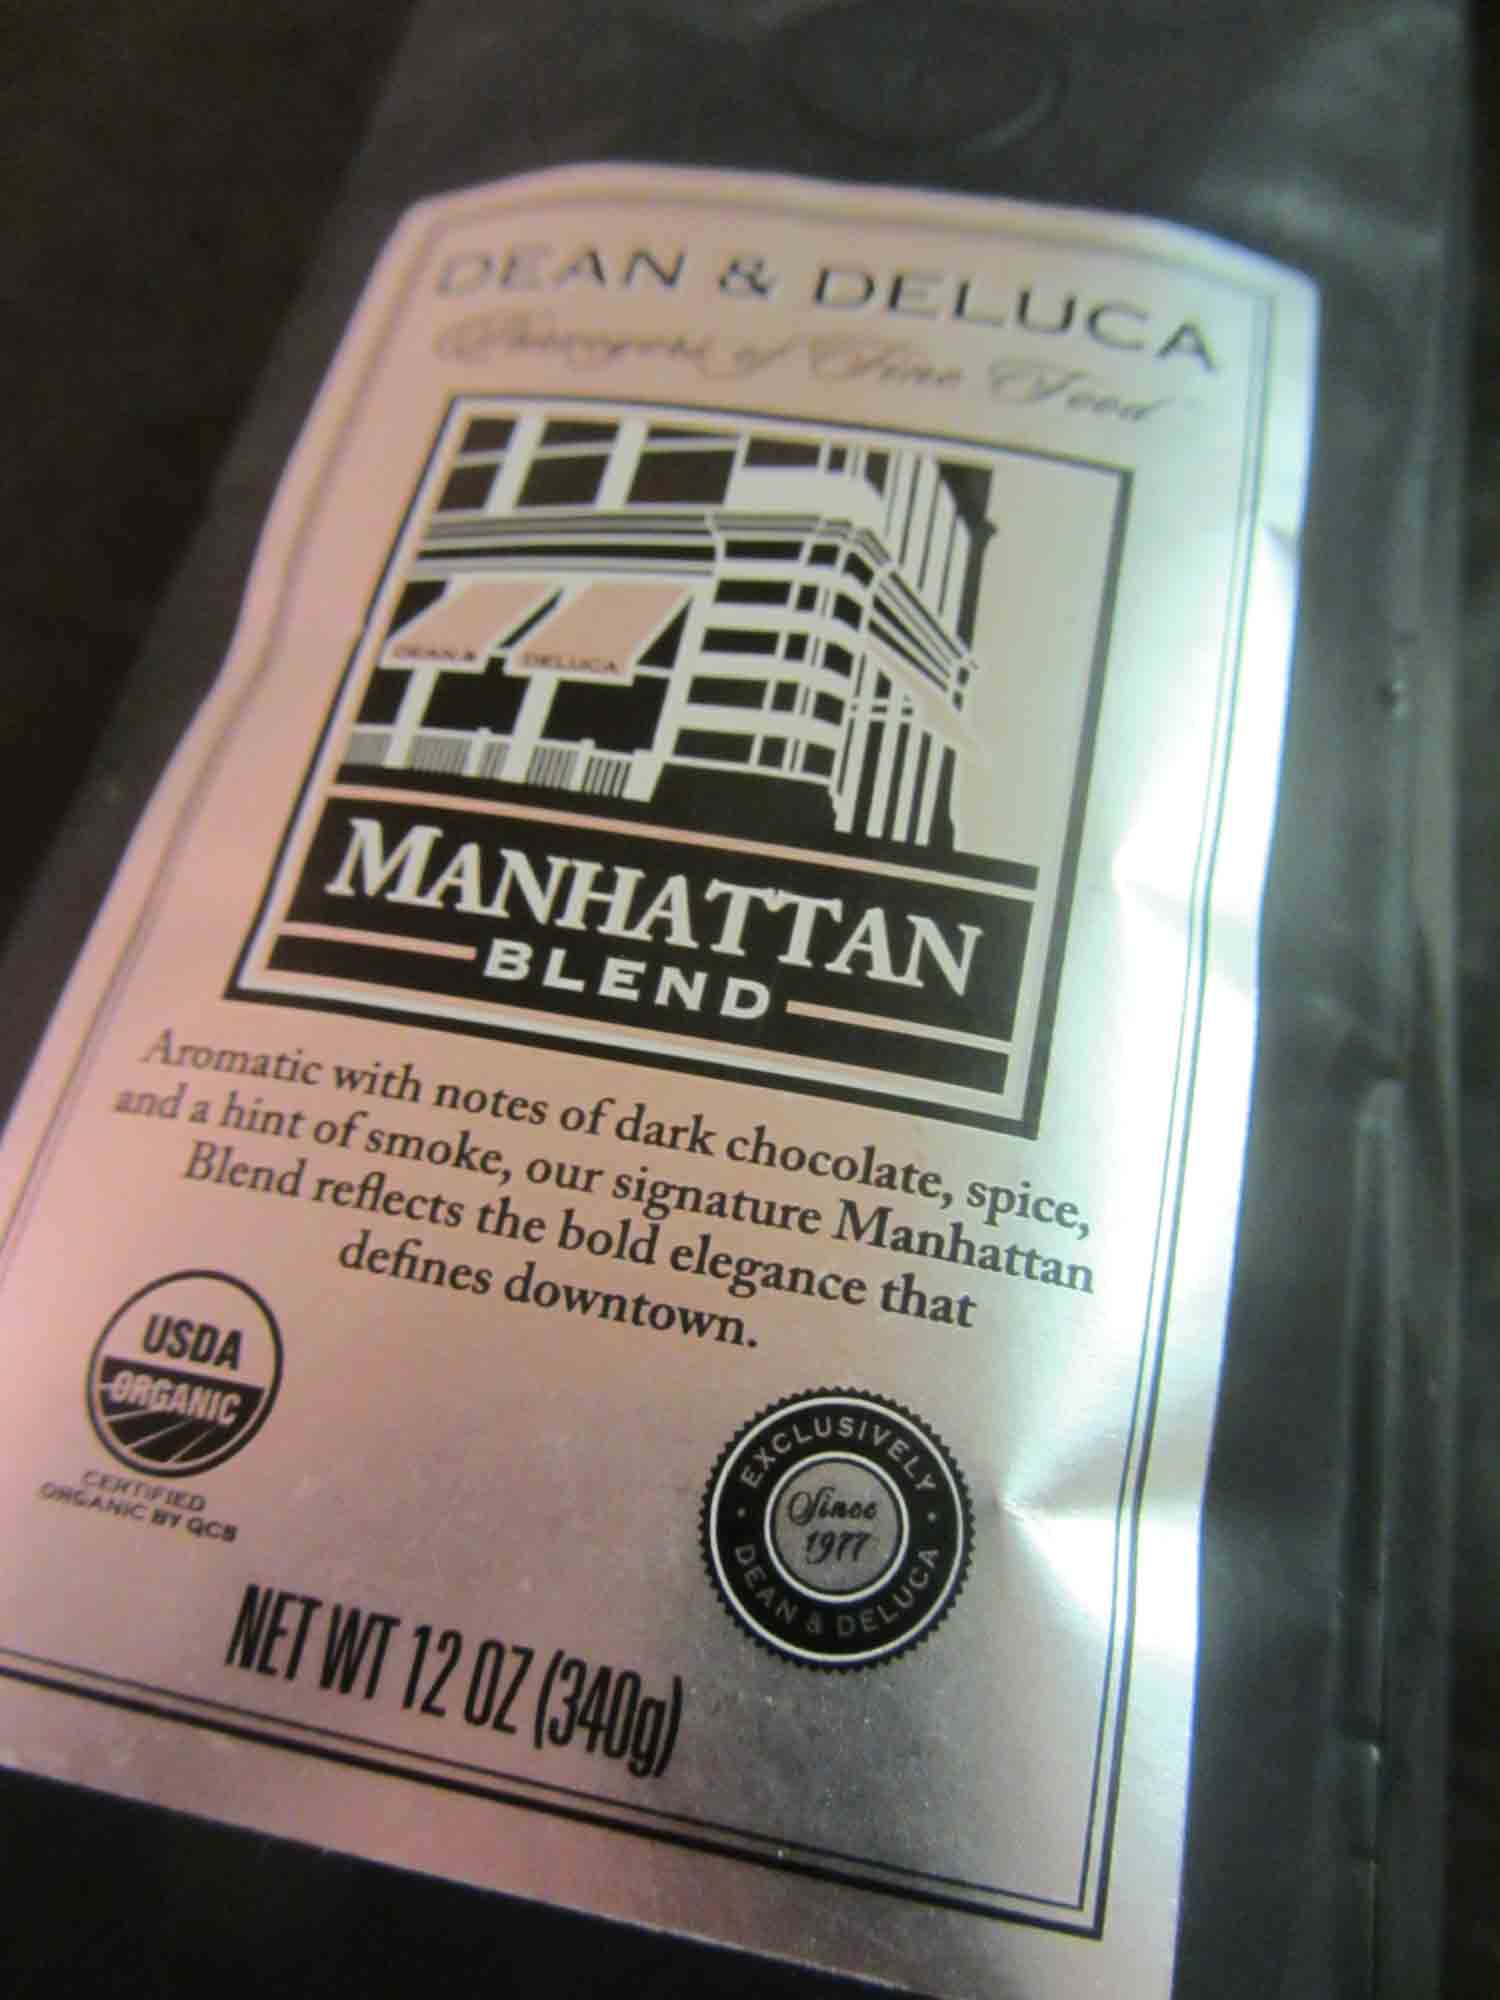 DEAN & DELUCA
Purveyors of Fine Food
DEAN & DELUCA
MANHATTAN
BLEND
Aromatic with notes of dark chocolate, spice,
and a hint of smoke, our signature Manhattan
Blend reflects the bold elegance that
defines downtown.
USDA
ORGANIC
CERTIFIED
ORGANIC BY QCS
EXCLUSIVELY
Since
1977
DEAN & DELUCA
NET WT 12 OZ (340g)